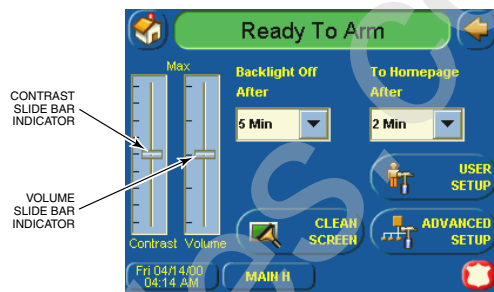 Ready To Arm
Max
Backlight Off
After
To Homepage
After
5 Min
2 Min
CONTRAST
SLIDE BAR
INDICATOR
VOLUME
SLIDE BAR
INDICATOR
USER
SETUP
CLEAN
SCREEN
ADVANCED
SETUP
Contrast
Volume
Fri 04/14/00
04:14 AM
MAIN H